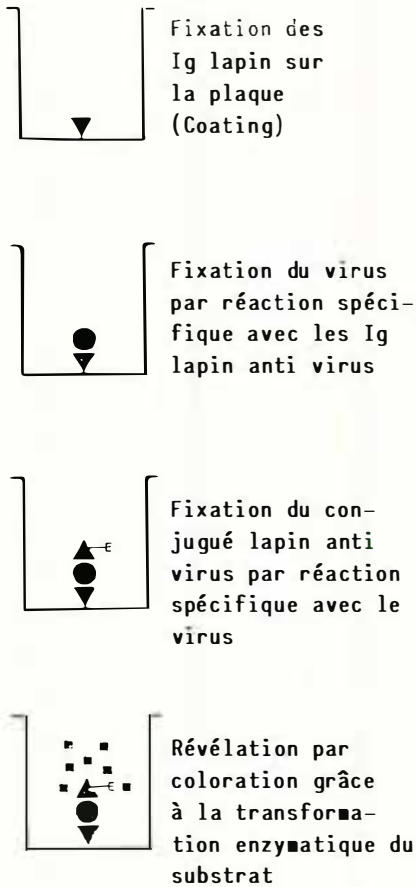 Fixation des
Ig lapin sur
la plaque
(Coating)
Fixation du virus
par réaction spéci-
fique avec les Ig
lapin anti virus
Fixation du con-
jugué lapin anti
virus par réaction
spécifique avec le
virus
E
Révélation par
coloration grâce
à la transforma-
tion enzymatique du
substrat
E